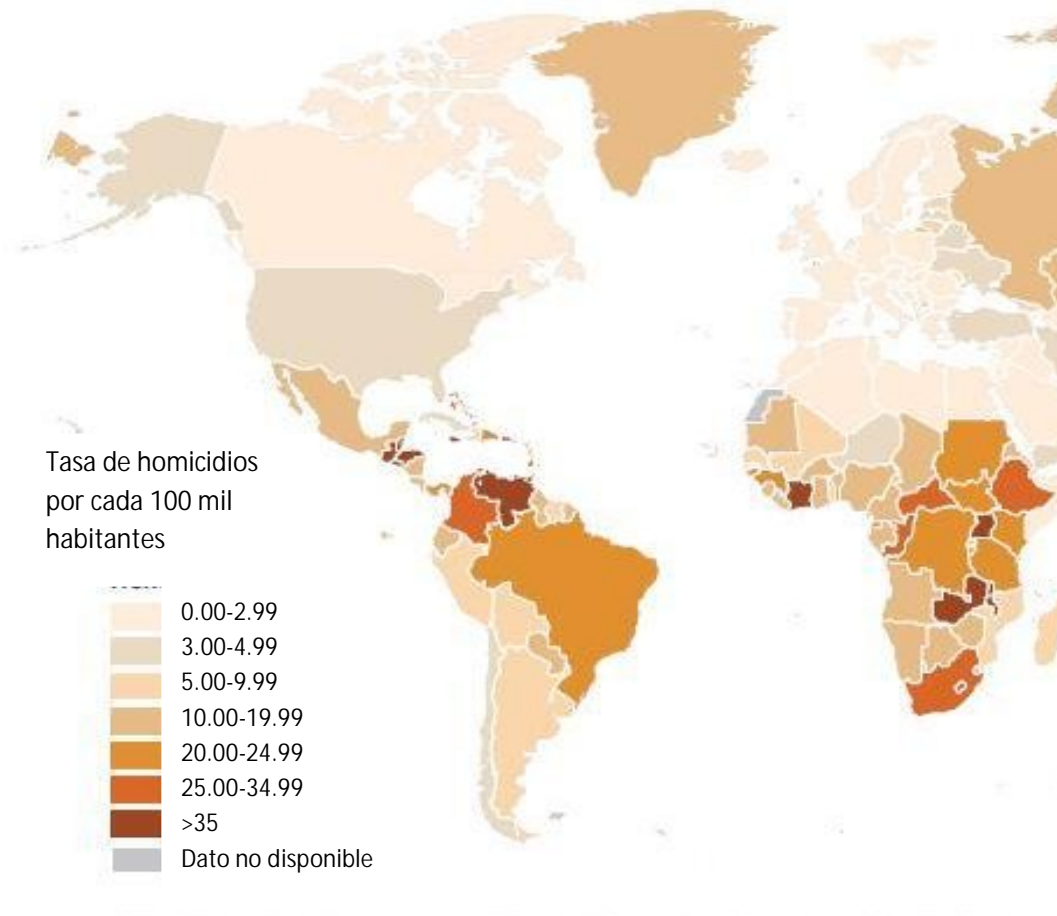 Tasa de homicidios
por cada 100 mil
habitantes
0.00-2.99
3.00-4.99
5.00-9.99
10.00-19.99
20.00-24.99
25.00-34.99
>35
Dato no disponible